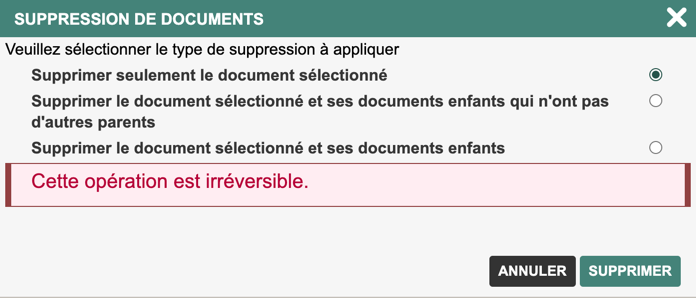 SUPPRESSION DE DOCUMENTS
Veuillez sélectionner le type de suppression à appliquer
Supprimer seulement le document sélectionné
Supprimer le document sélectionné et ses documents enfants qui n'ont pas
d'autres parents
Supprimer le document sélectionné et ses documents enfants
Cette opération est irréversible.
ANNULER SUPPRIMER